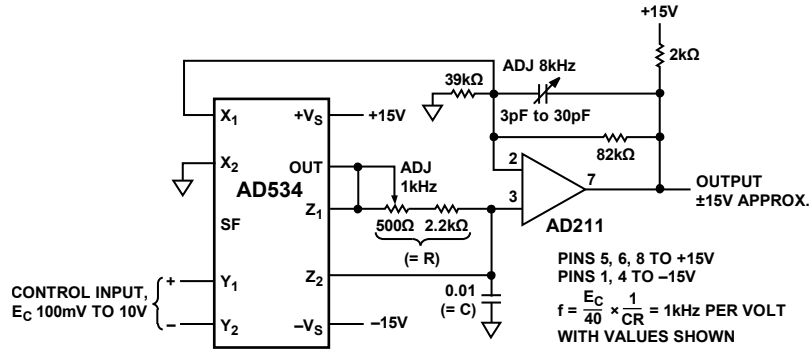 +15V
2kΩ
39kΩ
ADJ 8kHz
3pF to 30pF
82kΩ
X1
+VS
+15V
X2
OUT
ADJ
1kHz
AD534
Z1
SF
500Ω
2.2kΩ
(= R)
2
3
7
AD211
OUTPUT
±15V APPROX.
CONTROL INPUT,
EC 100mV TO 10V
+
–
Y1
Y2
Z2
–VS
–15V
0.01
(= C)
PINS 5, 6, 8 TO +15V
PINS 1, 4 TO –15V
f = EC/40 × 1/CR = 1kHz PER VOLT
WITH VALUES SHOWN